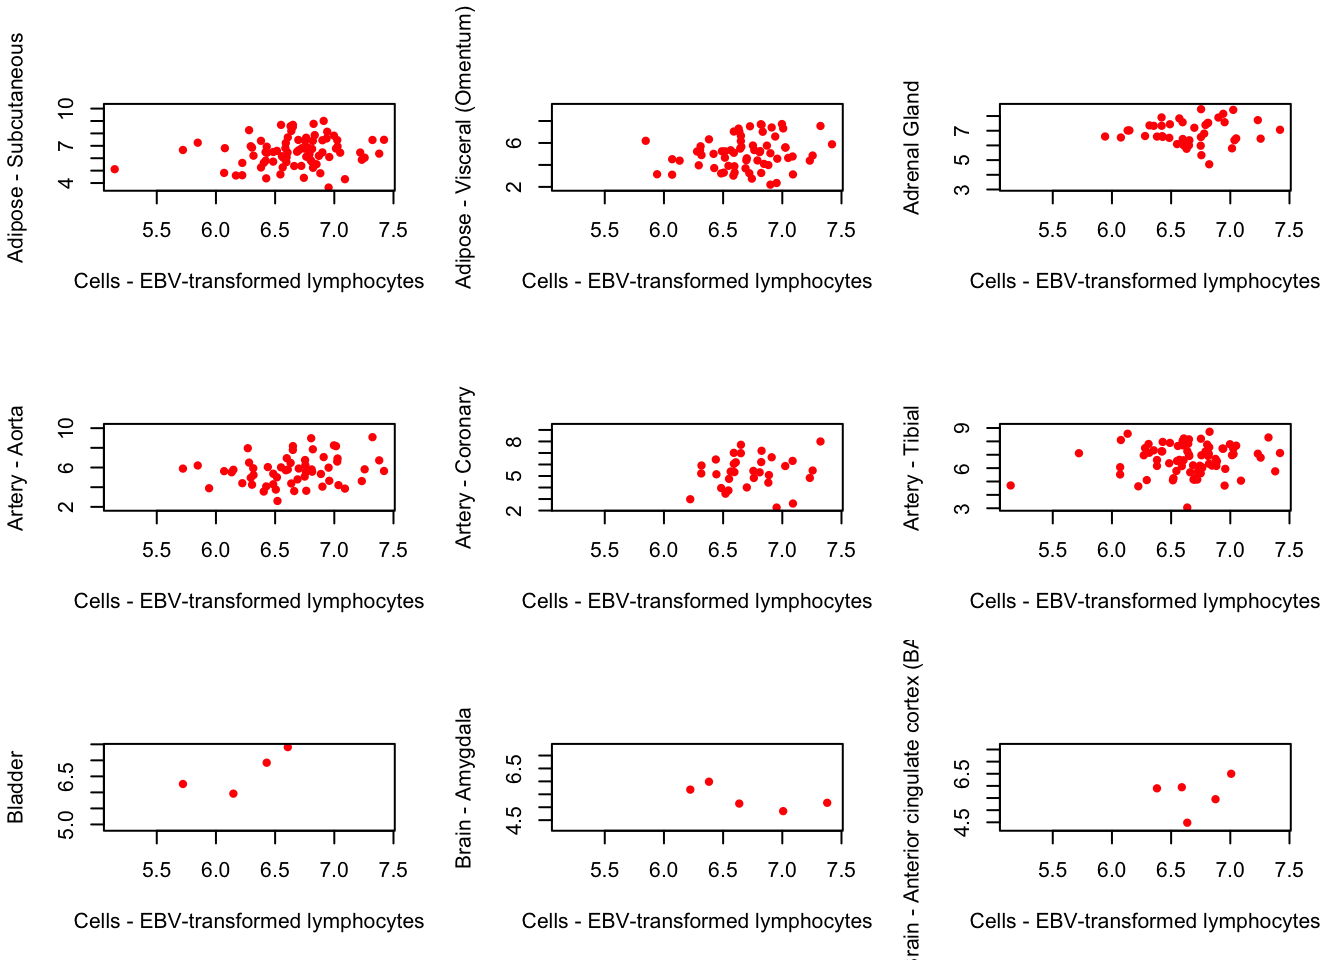 Adipose - Subcutaneous
10
7
4
5.5 6.0 6.5 7.0 7.5
Cells - EBV-transformed lymphocytes
Adipose - Visceral (Omentum)
6
2
5.5 6.0 6.5 7.0 7.5
Cells - EBV-transformed lymphocytes
Adrenal Gland
7
5
3
5.5 6.0 6.5 7.0 7.5
Cells - EBV-transformed lymphocytes
Artery - Aorta
10
6
2
5.5 6.0 6.5 7.0 7.5
Cells - EBV-transformed lymphocytes
Artery - Coronary
8
5
2
5.5 6.0 6.5 7.0 7.5
Cells - EBV-transformed lymphocytes
Artery - Tibial
9
6
3
5.5 6.0 6.5 7.0 7.5
Cells - EBV-transformed lymphocytes
Bladder
6.5
5.0
5.5 6.0 6.5 7.0 7.5
Cells - EBV-transformed lymphocytes
Brain - Amygdala
6.5
4.5
5.5 6.0 6.5 7.0 7.5
Cells - EBV-transformed lymphocytes
rain - Anterior cingulate cortex (BA
6.5
4.5
5.5 6.0 6.5 7.0 7.5
Cells - EBV-transformed lymphocytes